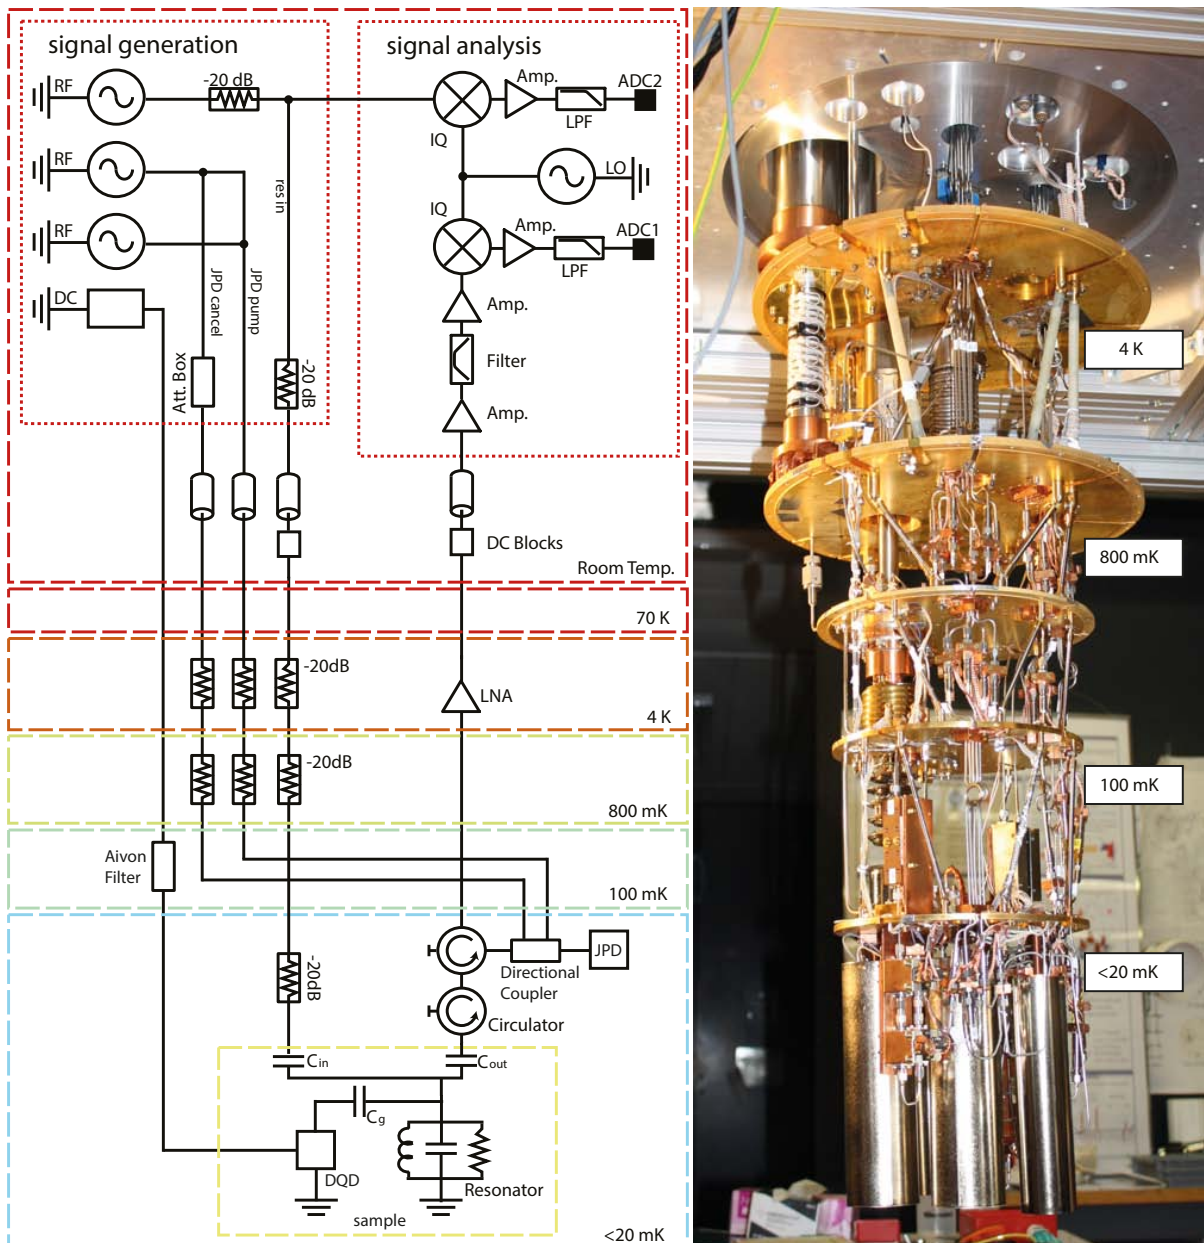 signal generation
signal analysis
RF
-20 dB
Amp.
ADC2
LPF
IQ
RF
res in
LO
RF
IQ
Amp.
ADC1
LPF
DC
JPD cancel
JPD pump
Amp.
Att. Box
-20 dB
Filter
Amp.
DC Blocks
Room Temp.
70 K
-20dB
LNA
4 K
-20dB
800 mK
Aivon
Filter
100 mK
-20dB
JPD
Directional
Coupler
Circulator
Cin
Cout
Cg
DQD
Resonator
sample
<20 mK
4 K
800 mK
100 mK
<20 mK